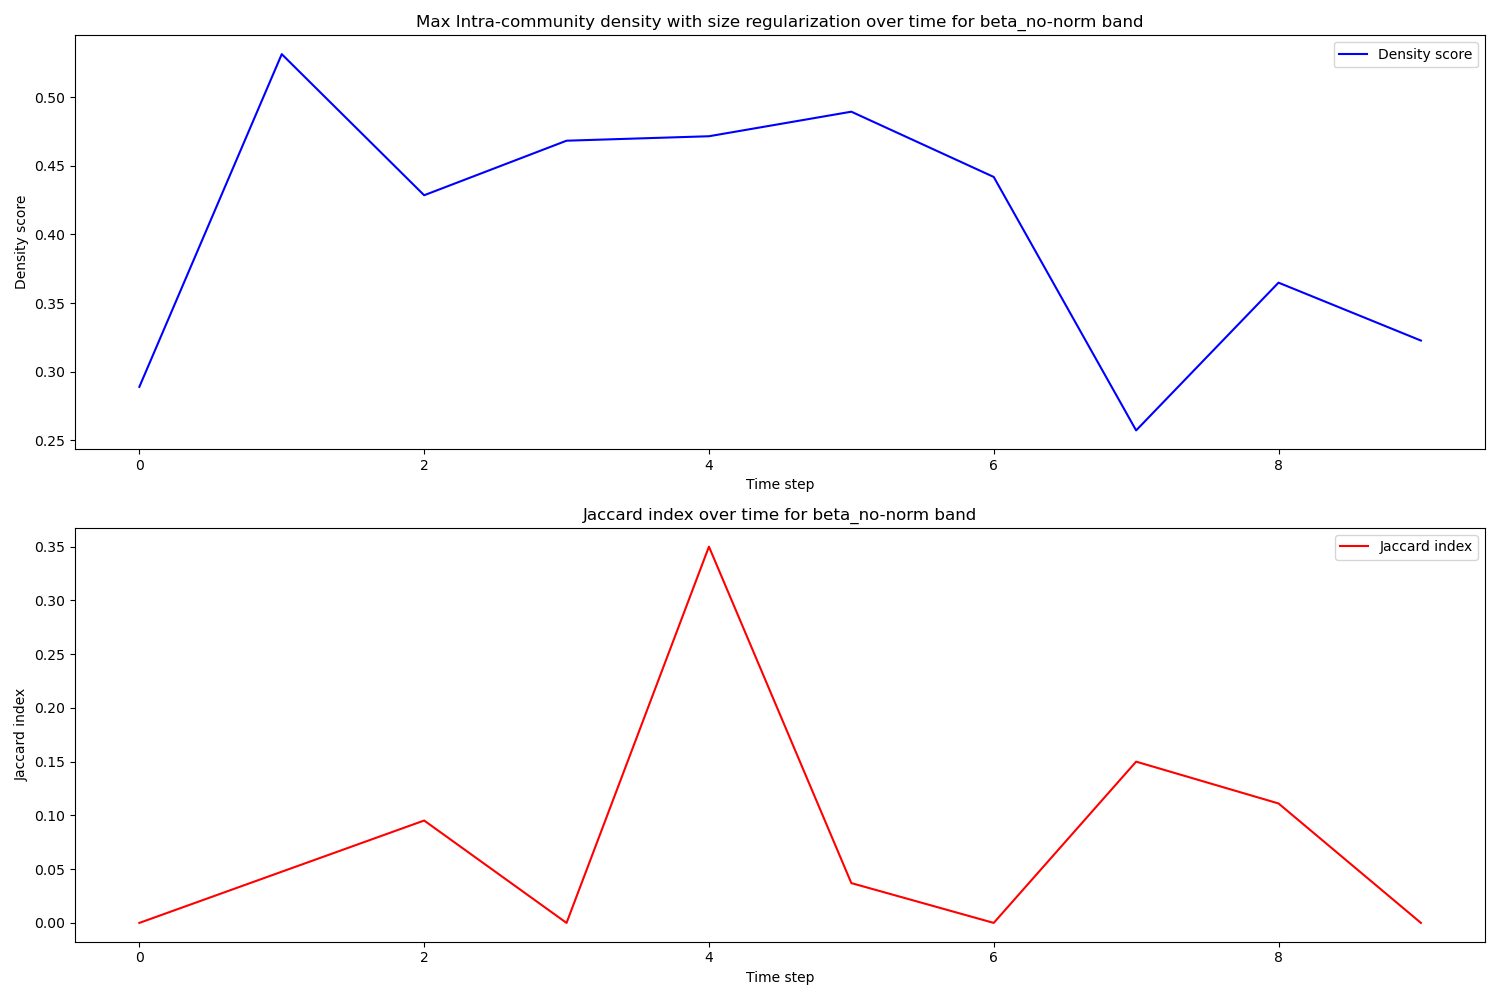 Max Intra-community density with size regularization over time for beta_no-norm band
Density score
Density score
0.50
0.45
0.40
0.35
0.30
0.25
0 2 4 6 8
Time step
Jaccard index over time for beta_no-norm band
Jaccard index
Jaccard index
0.35
0.30
0.25
0.20
0.15
0.10
0.05
0.00
0 2 4 6 8
Time step